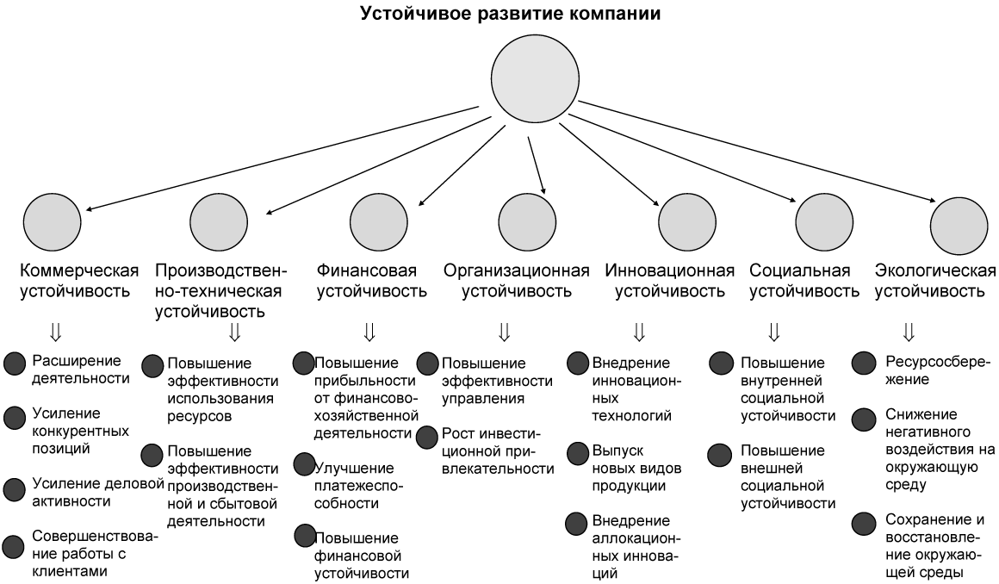 Устойчивое развитие компании
Коммерческая
устойчивость
Производствен-
но-техническая
устойчивость
Финансовая
устойчивость
Организационная
устойчивость
Инновационная
устойчивость
Социальная
устойчивость
Экологическая
устойчивость
Расширение
деятельности
Усиление
конкурентных
позиций
Усиление деловой
активности
Совершенствова-
ние работы с
клиентами
Повышение
эффективности
использования
ресурсов
Повышение
эффективности
производствен-
ной и сбытовой
деятельности
Повышение
прибыльности
от финансово-
хозяйственной
деятельности
Улучшение
платежеспо-
собности
Повышение
финансовой
устойчивости
Повышение
эффективности
управления
Рост инвести-
ционной при-
влекательности
Внедрение
инновацион-
ных
технологий
Выпуск
новых видов
продукции
Внедрение
аллокацион-
ных иннова-
ций
Повышение
внутренней
социальной
устойчивости
Повышение
внешней
социальной
устойчивости
Ресурсосбере-
жение
Снижение
негативного
воздействия на
окружающую
среду
Сохранение и
восстановле-
ние окружаю-
щей среды